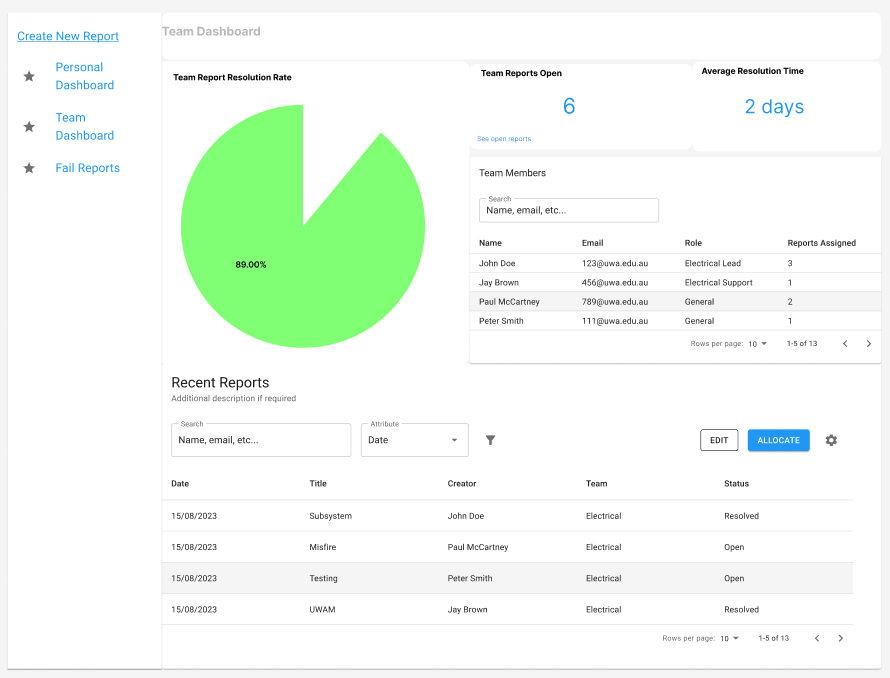 Create New Report
Personal
Dashboard
Team
Dashboard
Fail Reports
Team Dashboard
Team Report Resolution Rate
89.00%
Team Reports Open
6
See open reports
Average Resolution Time
2 days
Team Members
Search
Name, email, etc...
Name Email Role Reports Assigned
John Doe 123@uwa.edu.au Electrical Lead 3
Jay Brown 456@uwa.edu.au Electrical Support 1
Paul McCartney 789@uwa.edu.au General 2
Peter Smith 111@uwa.edu.au General 1
Rows per page: 10 1-5 of 13
Recent Reports
Additional description if required
Search
Name, email, etc...
Attribute
Date
EDIT
ALLOCATE
Date Title Creator Team Status
15/08/2023 Subsystem John Doe Electrical Resolved
15/08/2023 Misfire Paul McCartney Electrical Open
15/08/2023 Testing Peter Smith Electrical Open
15/08/2023 UWAM Jay Brown Electrical Resolved
Rows per page: 10 1-5 of 13